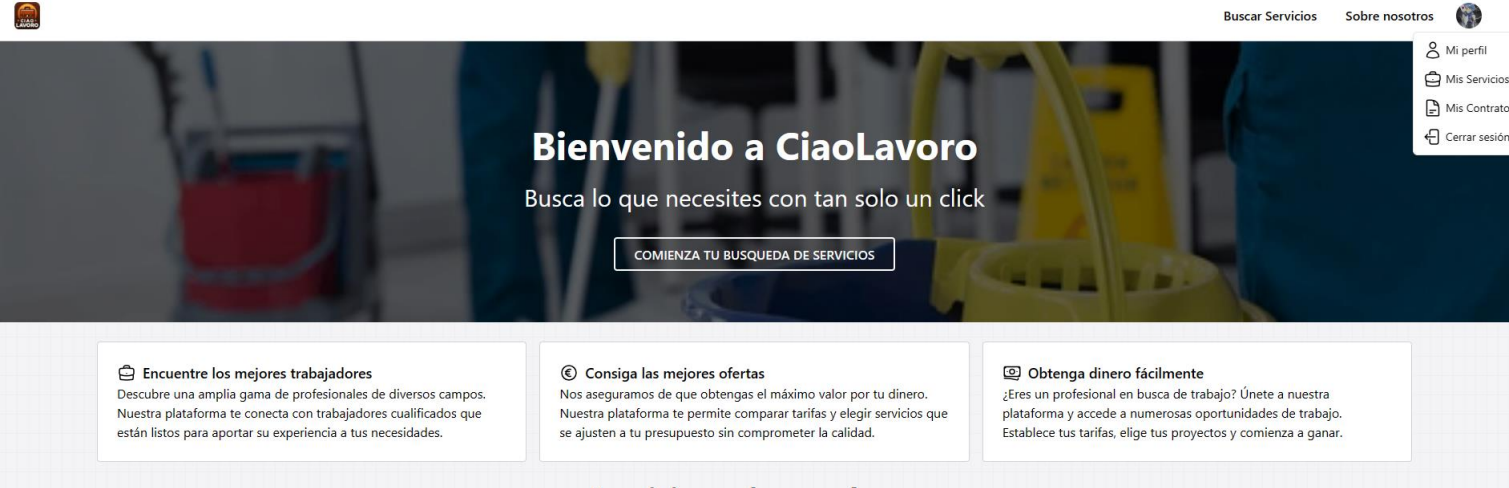 CIAO
LAVORO
Buscar Servicios
Sobre nosotros
Mi perfil
Mis Servicios
Mis Contrato
Cerrar sesión
Bienvenido a CiaoLavoro
Busca lo que necesites con tan solo un click
COMIENZA TU BUSQUEDA DE SERVICIOS
Encuentre los mejores trabajadores
Descubre una amplia gama de profesionales de diversos campos.
Nuestra plataforma te conecta con trabajadores cualificados que
están listos para aportar su experiencia a tus necesidades.
Consiga las mejores ofertas
Nos aseguramos de que obtengas el máximo valor por tu dinero.
Nuestra plataforma te permite comparar tarifas y elegir servicios que
se ajusten a tu presupuesto sin comprometer la calidad.
Obtenga dinero fácilmente
¿Eres un profesional en busca de trabajo? Únete a nuestra
plataforma y accede a numerosas oportunidades de trabajo.
Establece tus tarifas, elige tus proyectos y comienza a ganar.